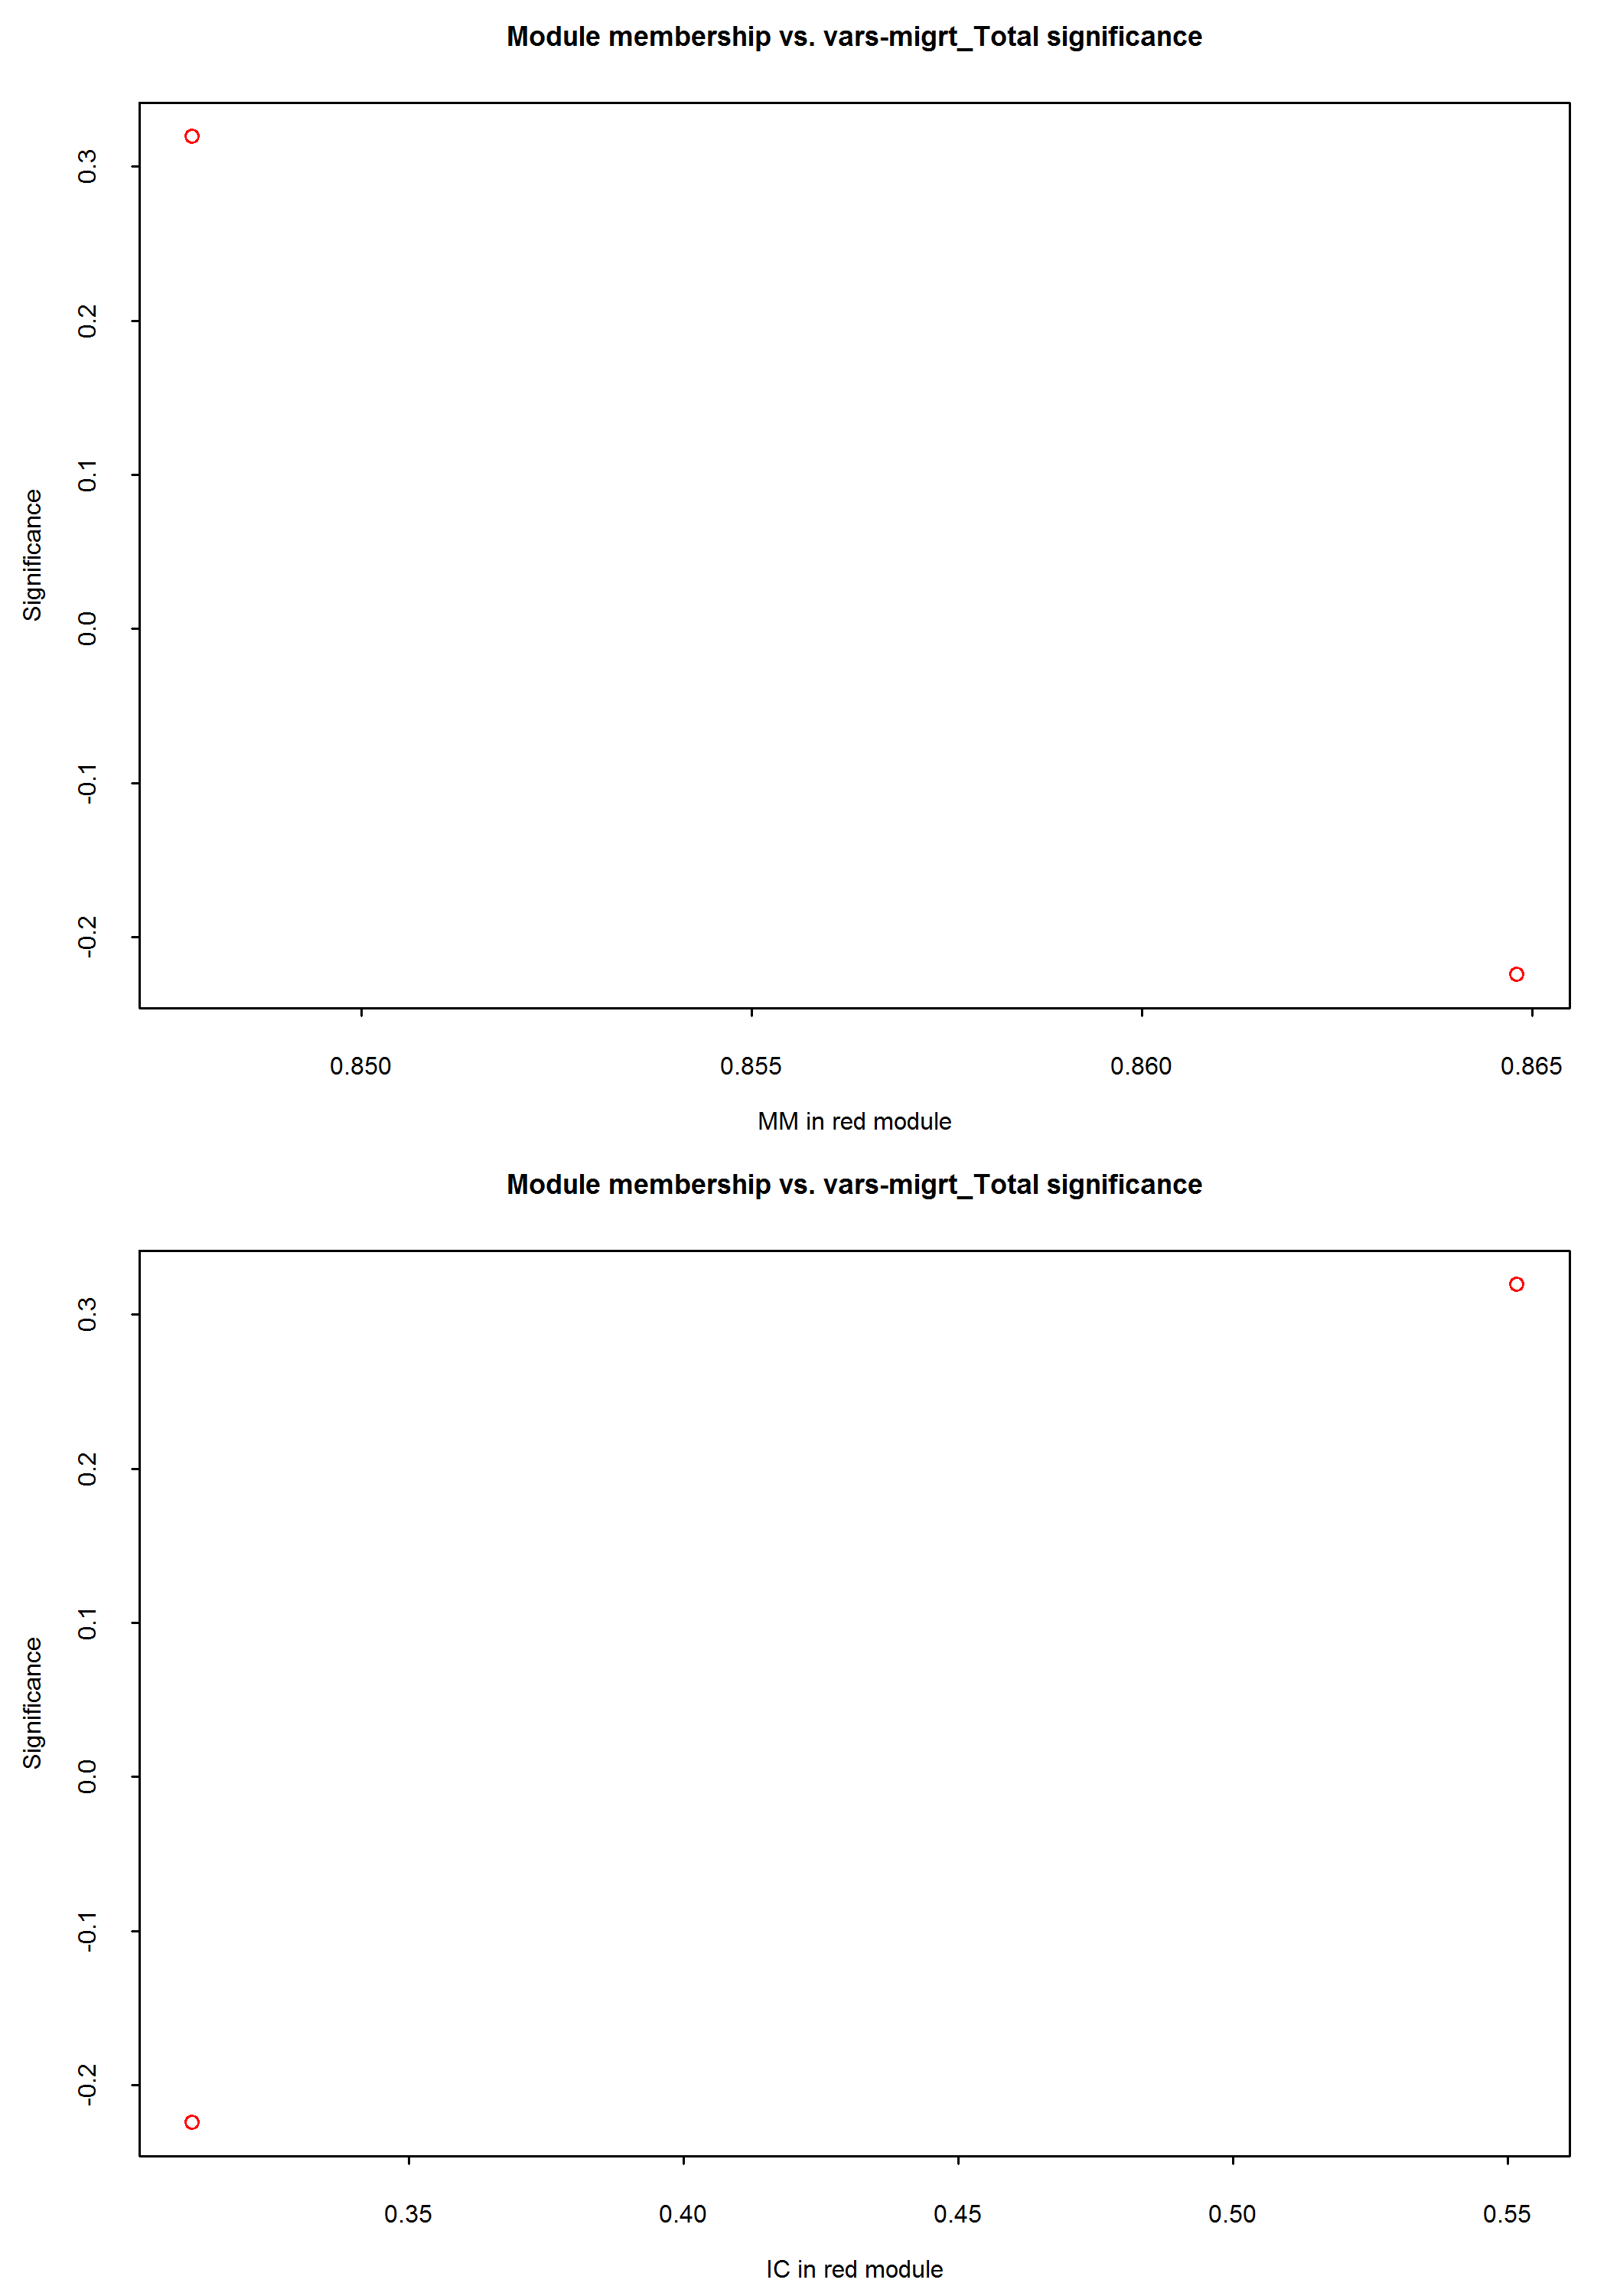 Module membership vs. vars-migrt_Total significance
0.3
0.2
0.1
0.0
-0.1
-0.2
Significance
0.850 0.855 0.860 0.865
MM in red module
Module membership vs. vars-migrt_Total significance
0.3
0.2
0.1
0.0
-0.1
-0.2
Significance
0.35 0.40 0.45 0.50 0.55
IC in red module